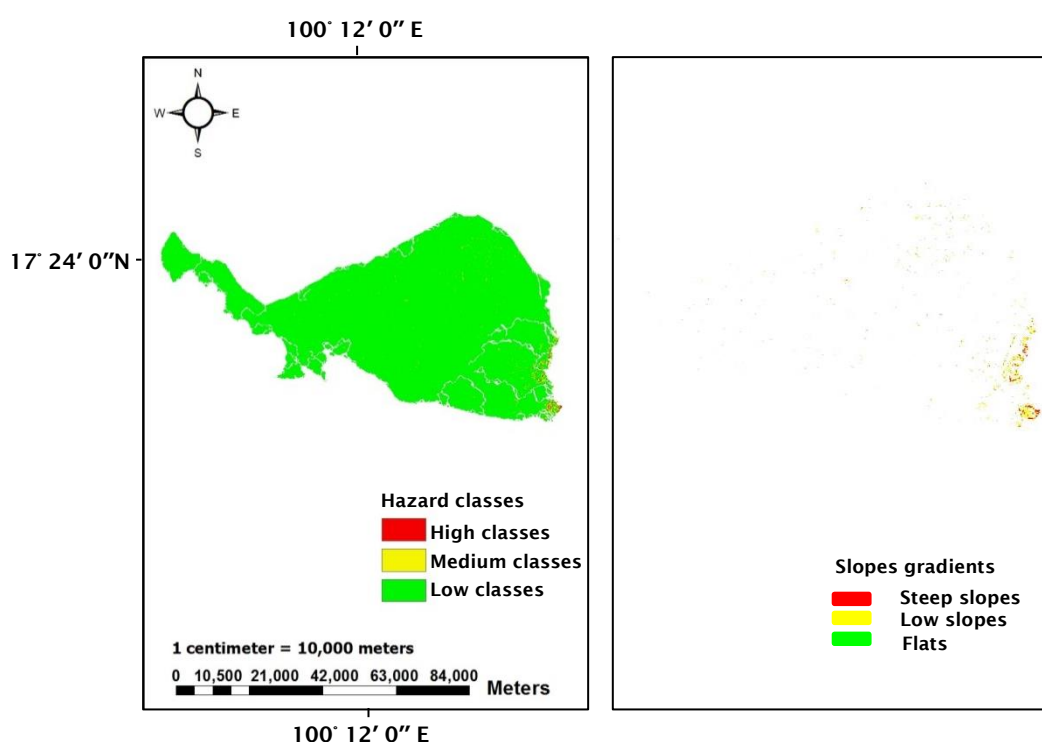 100° 12′ 0″ E
N
W E
S
17° 24′ 0″N
Hazard classes
High classes
Medium classes
Low classes
1 centimeter = 10,000 meters
0 10,500 21,000 42,000 63,000 84,000
Meters
100° 12′ 0″ E
Slopes gradients
Steep slopes
Low slopes
Flats